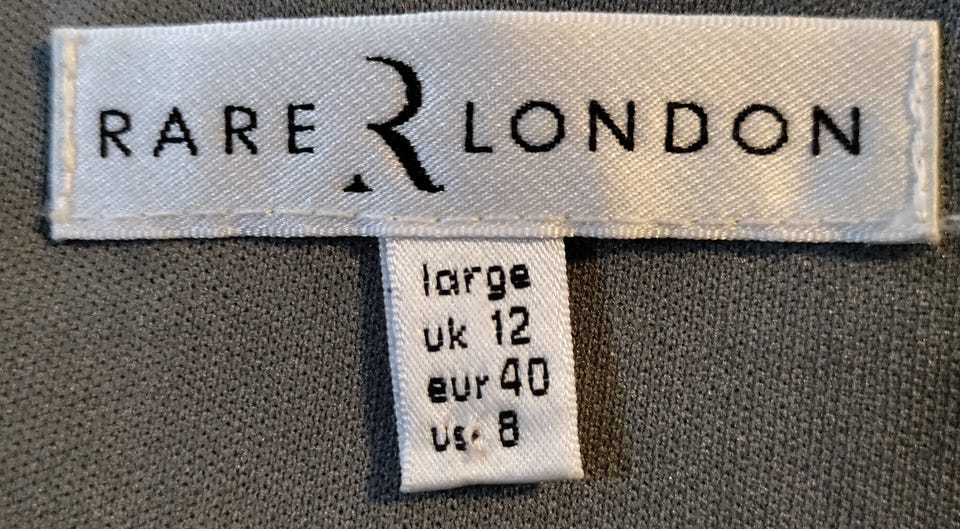 RARE R LONDON
large
uk 12
eur 40
us 8